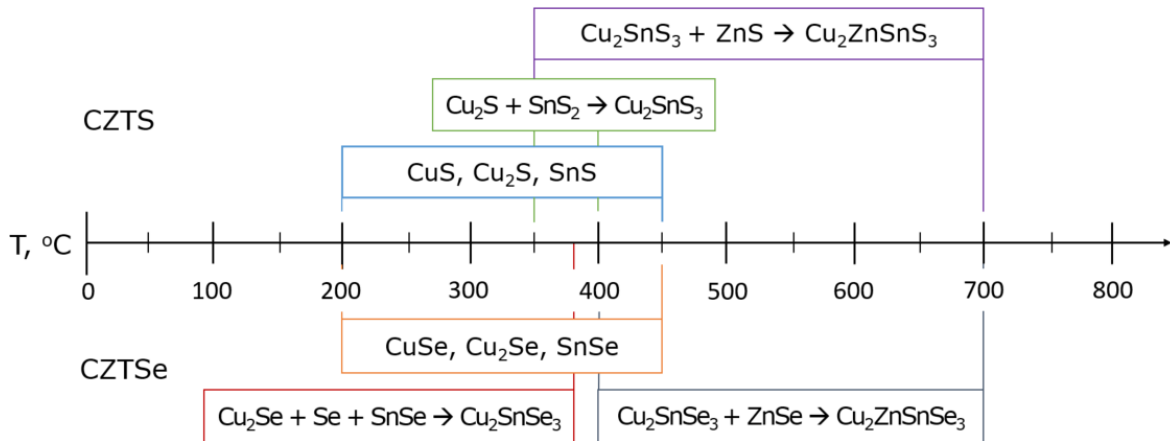 Cu₂SnS₃ + ZnS → Cu₂ZnSnS₃
Cu₂S + SnS₂ → Cu₂SnS₃
CZTS
CuS, Cu₂S, SnS
T, ºC
0 100 200 300 400 500 600 700 800
CuSe, Cu₂Se, SnSe
CZTSe
Cu₂Se + Se + SnSe → Cu₂SnSe₃
Cu₂SnSe₃ + ZnSe → Cu₂ZnSnSe₃